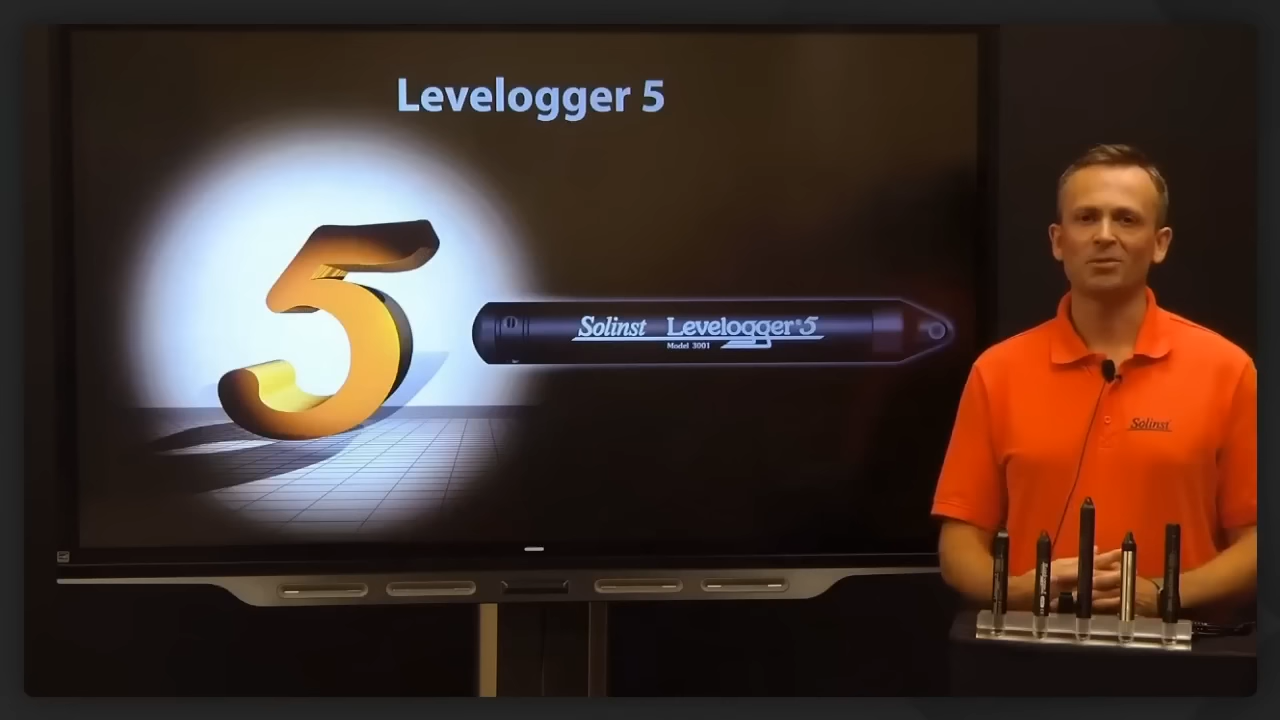 Levelogger 5
5
Solinst Levelogger 5
Model 3001
Solinst